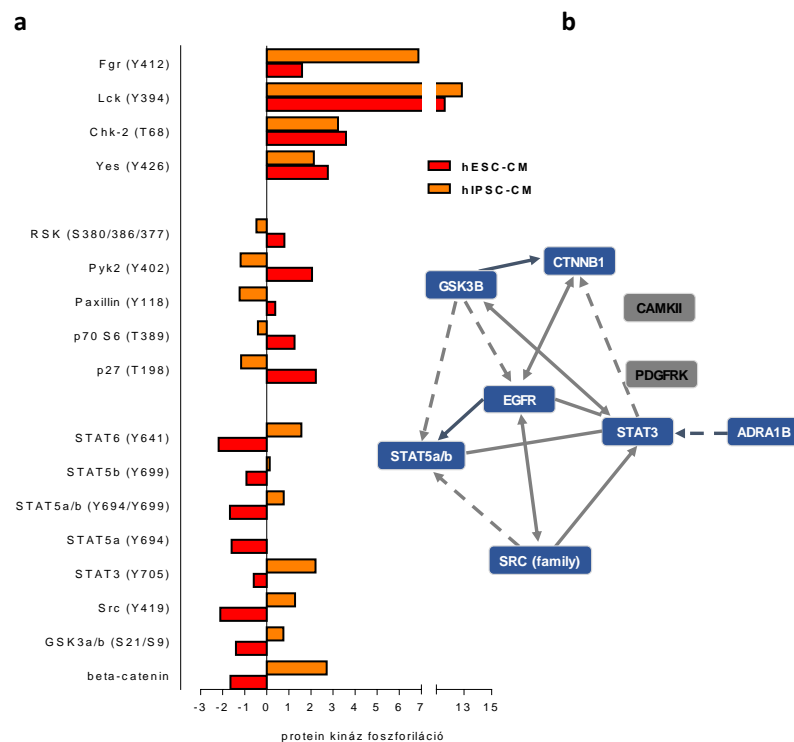 a
b
Fgr (Y412)
Lck (Y394)
Chk-2 (T68)
Yes (Y426)
hESC-CM
hIPSC-CM
RSK (S380/386/377)
Pyk2 (Y402)
Paxillin (Y118)
p70 S6 (T389)
p27 (T198)
STAT6 (Y641)
STAT5b (Y699)
STAT5a/b (Y694/Y699)
STAT5a (Y694)
STAT3 (Y705)
Src (Y419)
GSK3a/b (S21/S9)
beta-catenin
-3 -2 -1 0 1 2 3 4 5 6 7 13 15
protein kináz foszforiláció
CTNNB1
GSK3B
CAMKII
PDGFRK
EGFR
STAT3
ADRA1B
STAT5a/b
SRC (family)